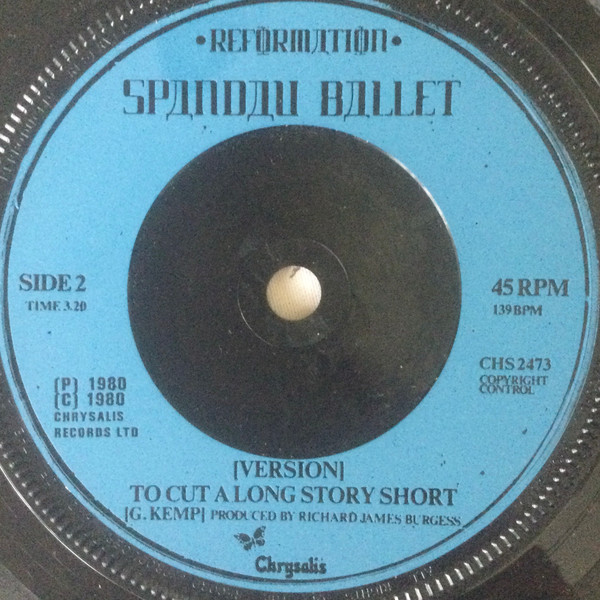 •REFORMATION•
SPANDAU BALLET
SIDE 2
TIME 3.20
45 RPM
139 BPM
CHS 2473
COPYRIGHT
CONTROL
[P] 1980
[C] 1980
CHRYSALIS
RECORDS LTD
[VERSION]
TO CUT A LONG STORY SHORT
[G. KEMP] PRODUCED BY RICHARD JAMES BURGESS
Chrysalis